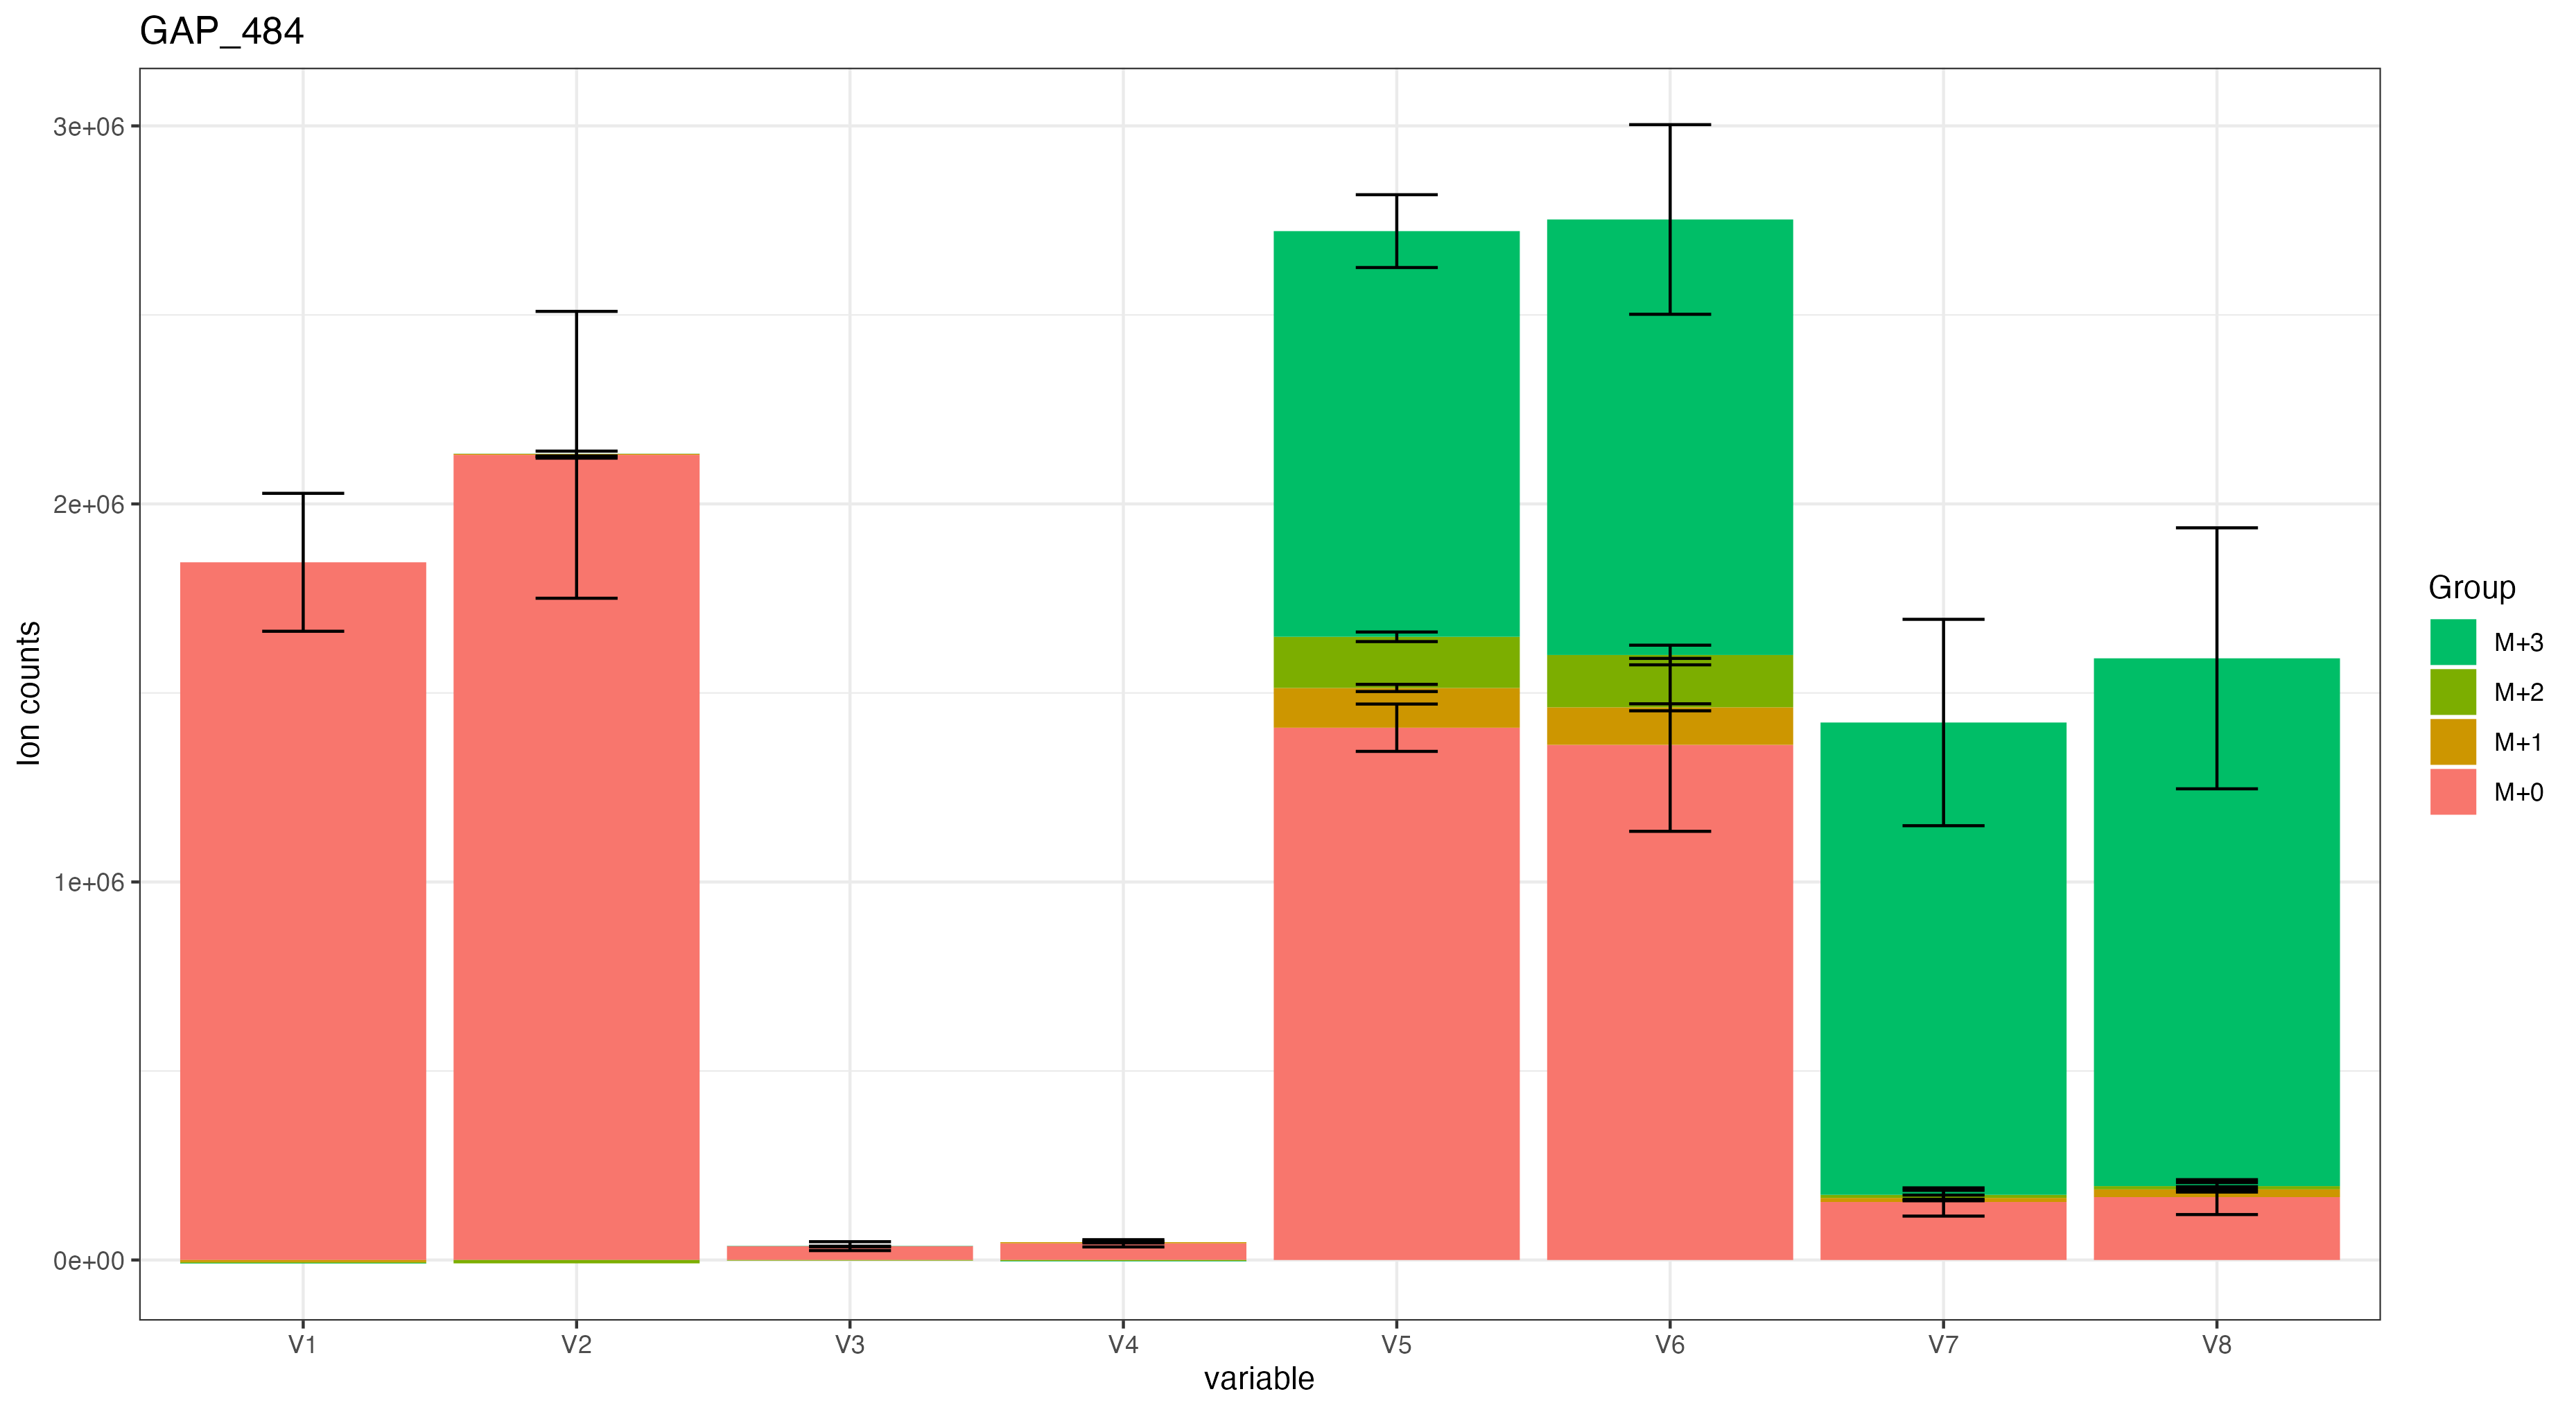 GAP_484
3e+06
2e+06
1e+06
0e+00
Ion counts
V1 V2 V3 V4 V5 V6 V7 V8
variable
Group
M+3
M+2
M+1
M+0